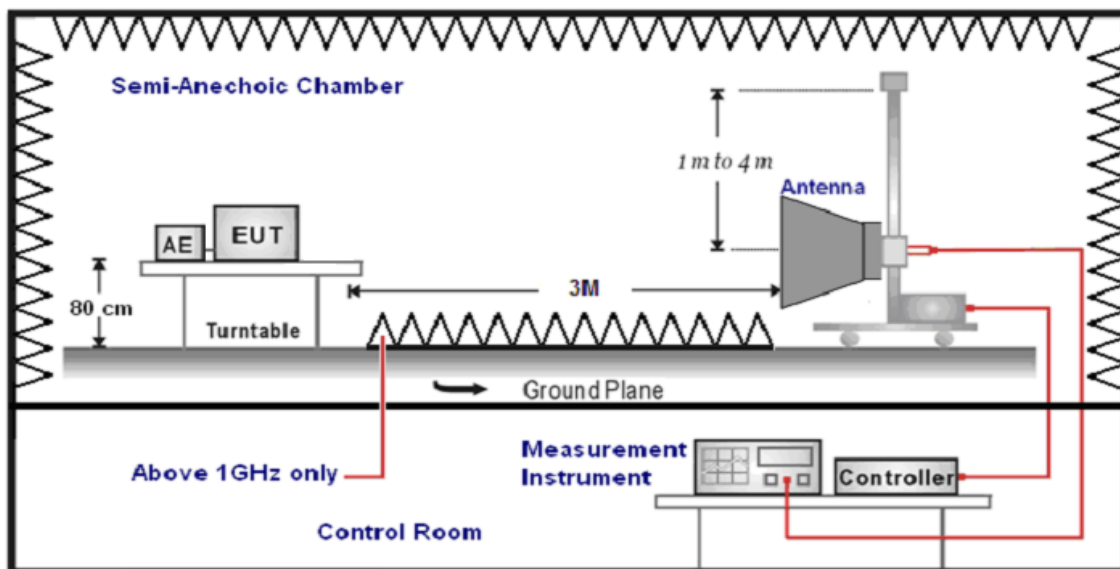 Semi-Anechoic Chamber
1 m to 4 m
Antenna
AE
EUT
80 cm
3M
Turntable
Ground Plane
Above 1GHz only
Measurement
Instrument
Controller
Control Room